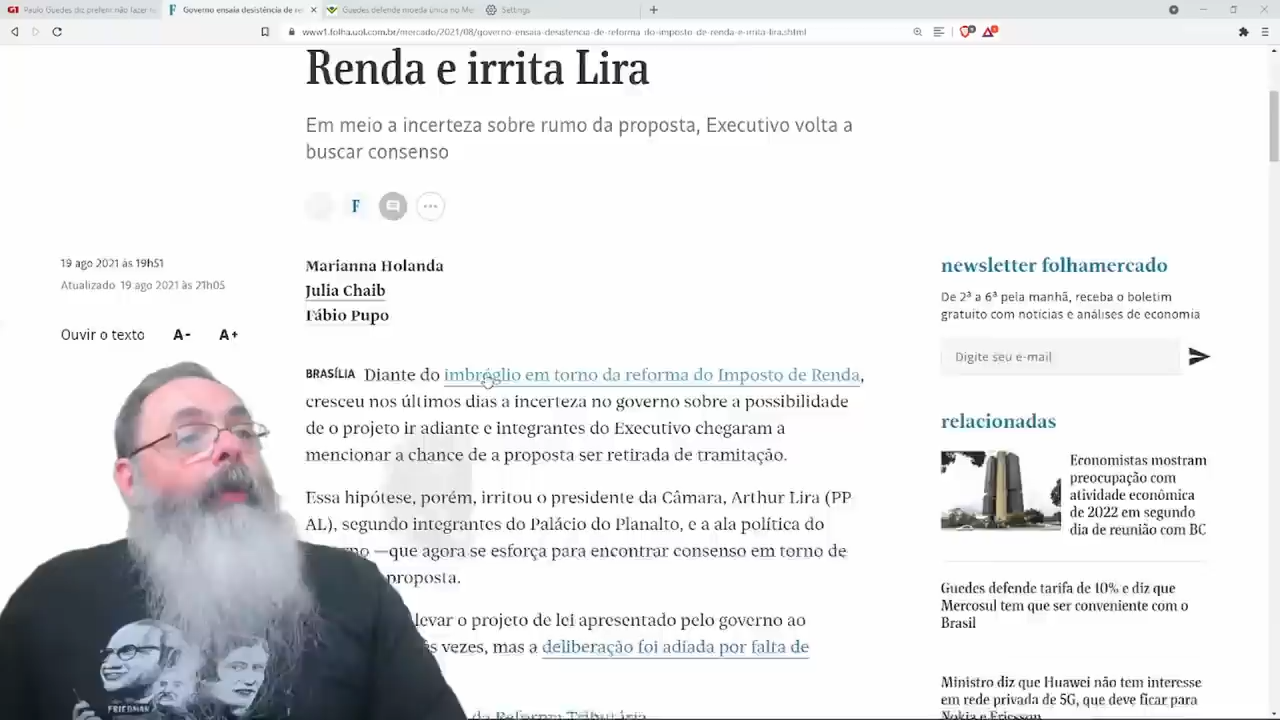 Paulo Guedes diz preferir não fazer re
Governo ensaia desistência de re
Guedes defende moeda única no Me
Settings
www1.folha.uol.com.br/mercado/2021/08/governo-ensaia-desistencia-de-reforma-do-imposto-de-renda-e-irrita-lira.shtml
Renda e irrita Lira
Em meio a incerteza sobre rumo da proposta, Executivo volta a
buscar consenso
F
19 ago 2021 às 19h51
Atualizado 19 ago 2021 às 21h05
Ouvir o texto A- A+
Marianna Holanda
Julia Chaib
Fábio Pupo
BRASÍLIA Diante do imbróglio em torno da reforma do Imposto de Renda,
cresceu nos últimos dias a incerteza no governo sobre a possibilidade
de o projeto ir adiante e integrantes do Executivo chegaram a
mencionar a chance de a proposta ser retirada de tramitação.
Essa hipótese, porém, irritou o presidente da Câmara, Arthur Lira (PP
AL), segundo integrantes do Palácio do Planalto, e a ala política do
—que agora se esforça para encontrar consenso em torno de
proposta.
levar o projeto de lei apresentado pelo governo ao
vezes, mas a deliberação foi adiada por falta de
da Reforma Tributária
newsletter folhamercado
De 2ª a 6ª pela manhã, receba o boletim
gratuito com notícias e análises de economia
Digite seu e-mail
relacionadas
Economistas mostram
preocupação com
atividade econômica
de 2022 em segundo
dia de reunião com BC
Guedes defende tarifa de 10% e diz que
Mercosul tem que ser conveniente com o
Brasil
Ministro diz que Huawei não tem interesse
em rede privada de 5G, que deve ficar para
Nokia e Ericsson
FRIEDMAN